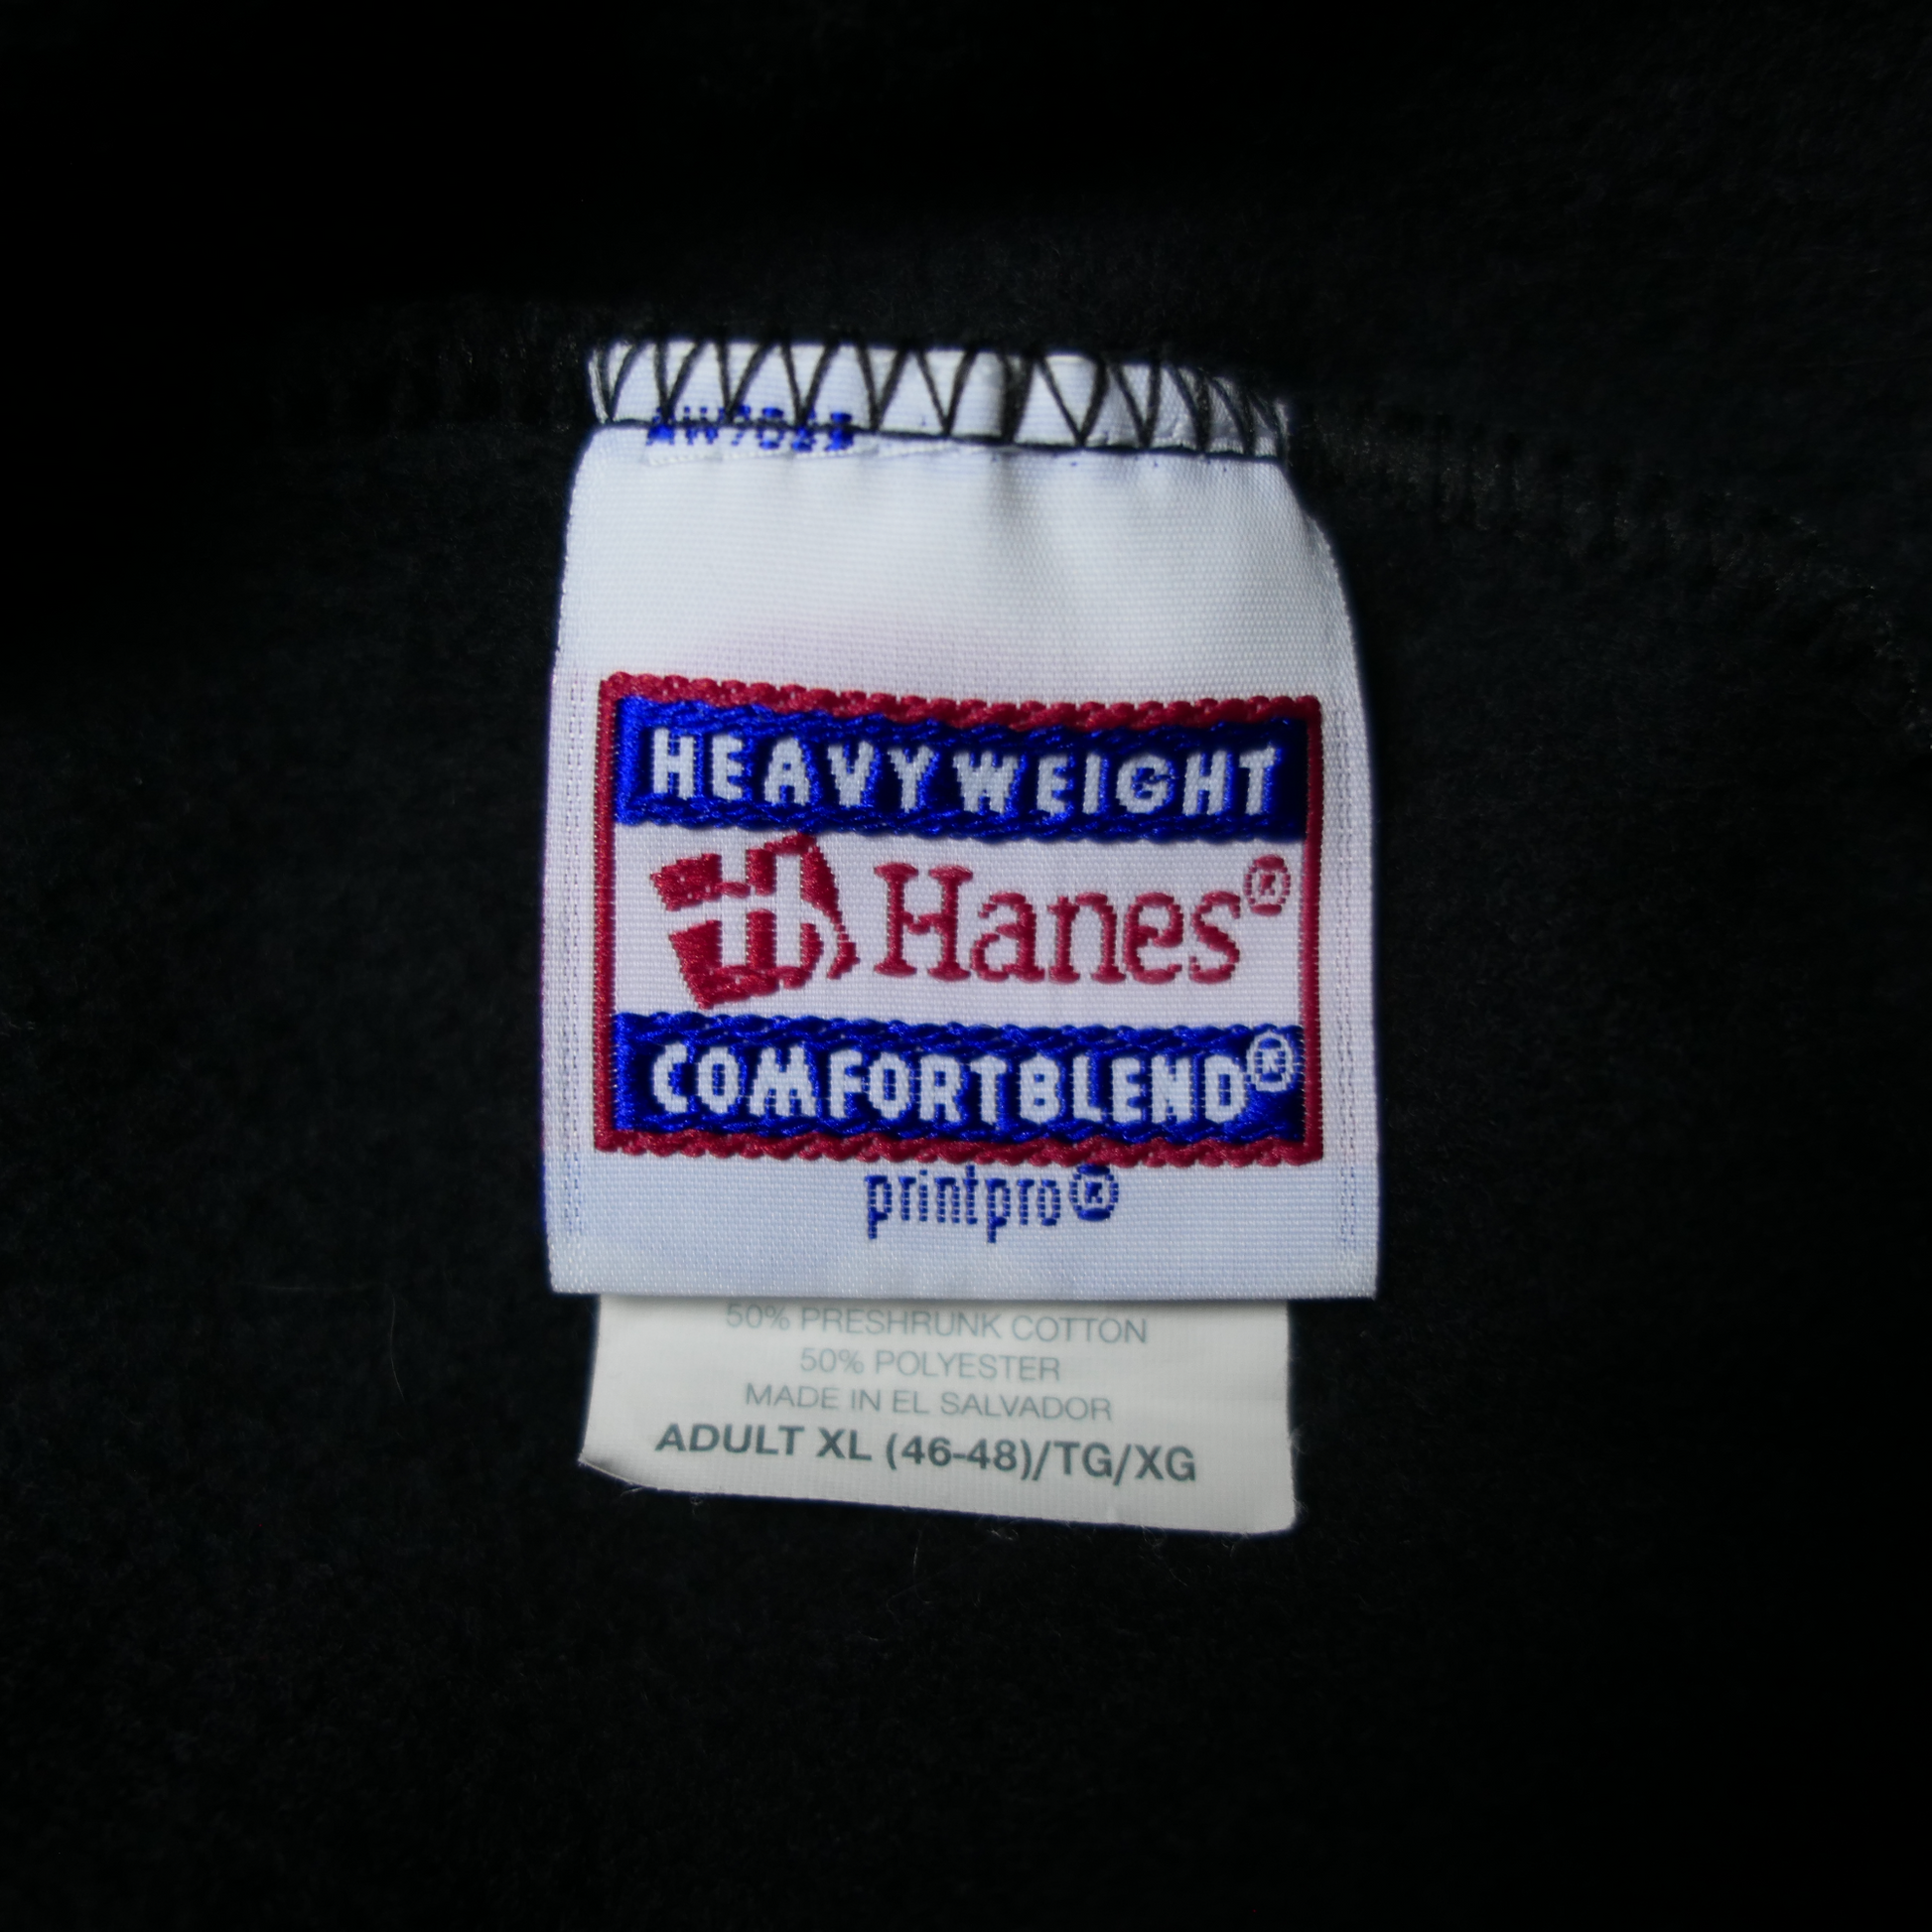 HEAVYWEIGHT
Hanes®
COMFORTBLEND®
printpro®
50% PRESHRUNK COTTON
50% POLYESTER
MADE IN EL SALVADOR
ADULT XL (46-48)/TG/XG